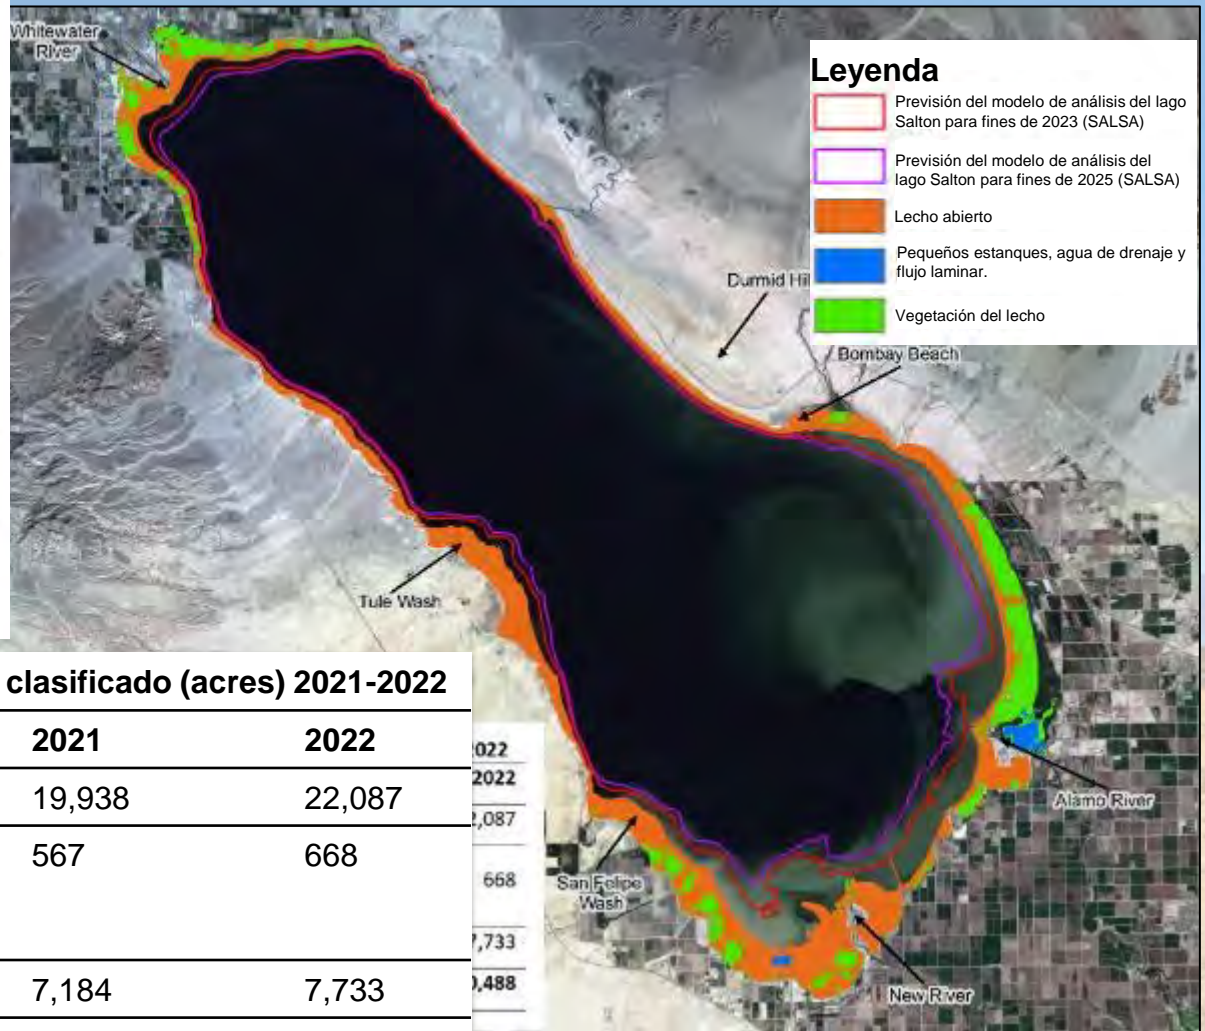 Whitewater
River
Leyenda
Previsión del modelo de análisis del lago
Salton para fines de 2023 (SALSA)
Previsión del modelo de análisis del
lago Salton para fines de 2025 (SALSA)
Lecho abierto
Pequeños estanques, agua de drenaje y
flujo laminar.
Vegetación del lecho
Durmid Hil
Bombay Beach
Tule Wash
Alamo River
San Felipe
Wash
New River
clasificado (acres) 2021-2022
2021 2022
19,938 22,087
567 668
7,184 7,733
2022
2022
2,087
668
7,733
0,488